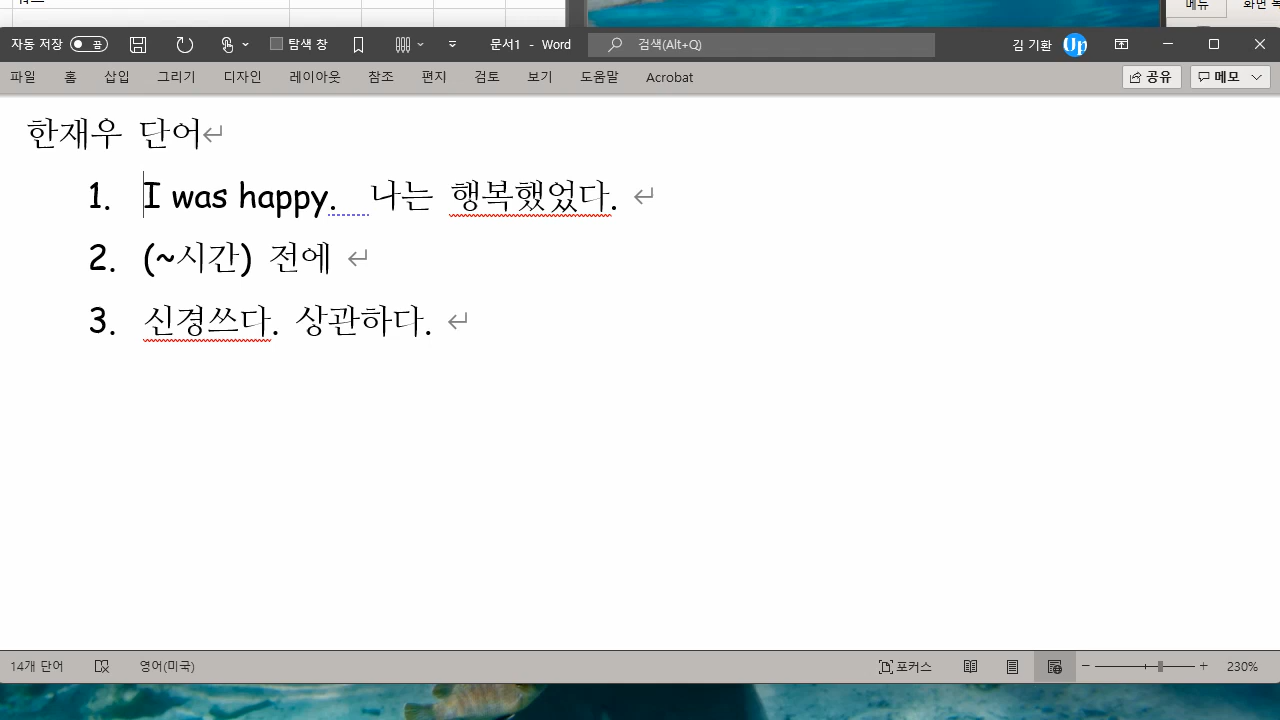 메뉴
자동 저장 끔 탐색 창 문서1 - Word 검색(Alt+Q) 김 기환 Up
파일 홈 삽입 그리기 디자인 레이아웃 참조 편지 검토 보기 도움말 Acrobat 공유 메모
한재우 단어
1. I was happy. 나는 행복했었다.
2. (~시간) 전에
3. 신경쓰다. 상관하다.
14개 단어 영어(미국) 포커스 230%